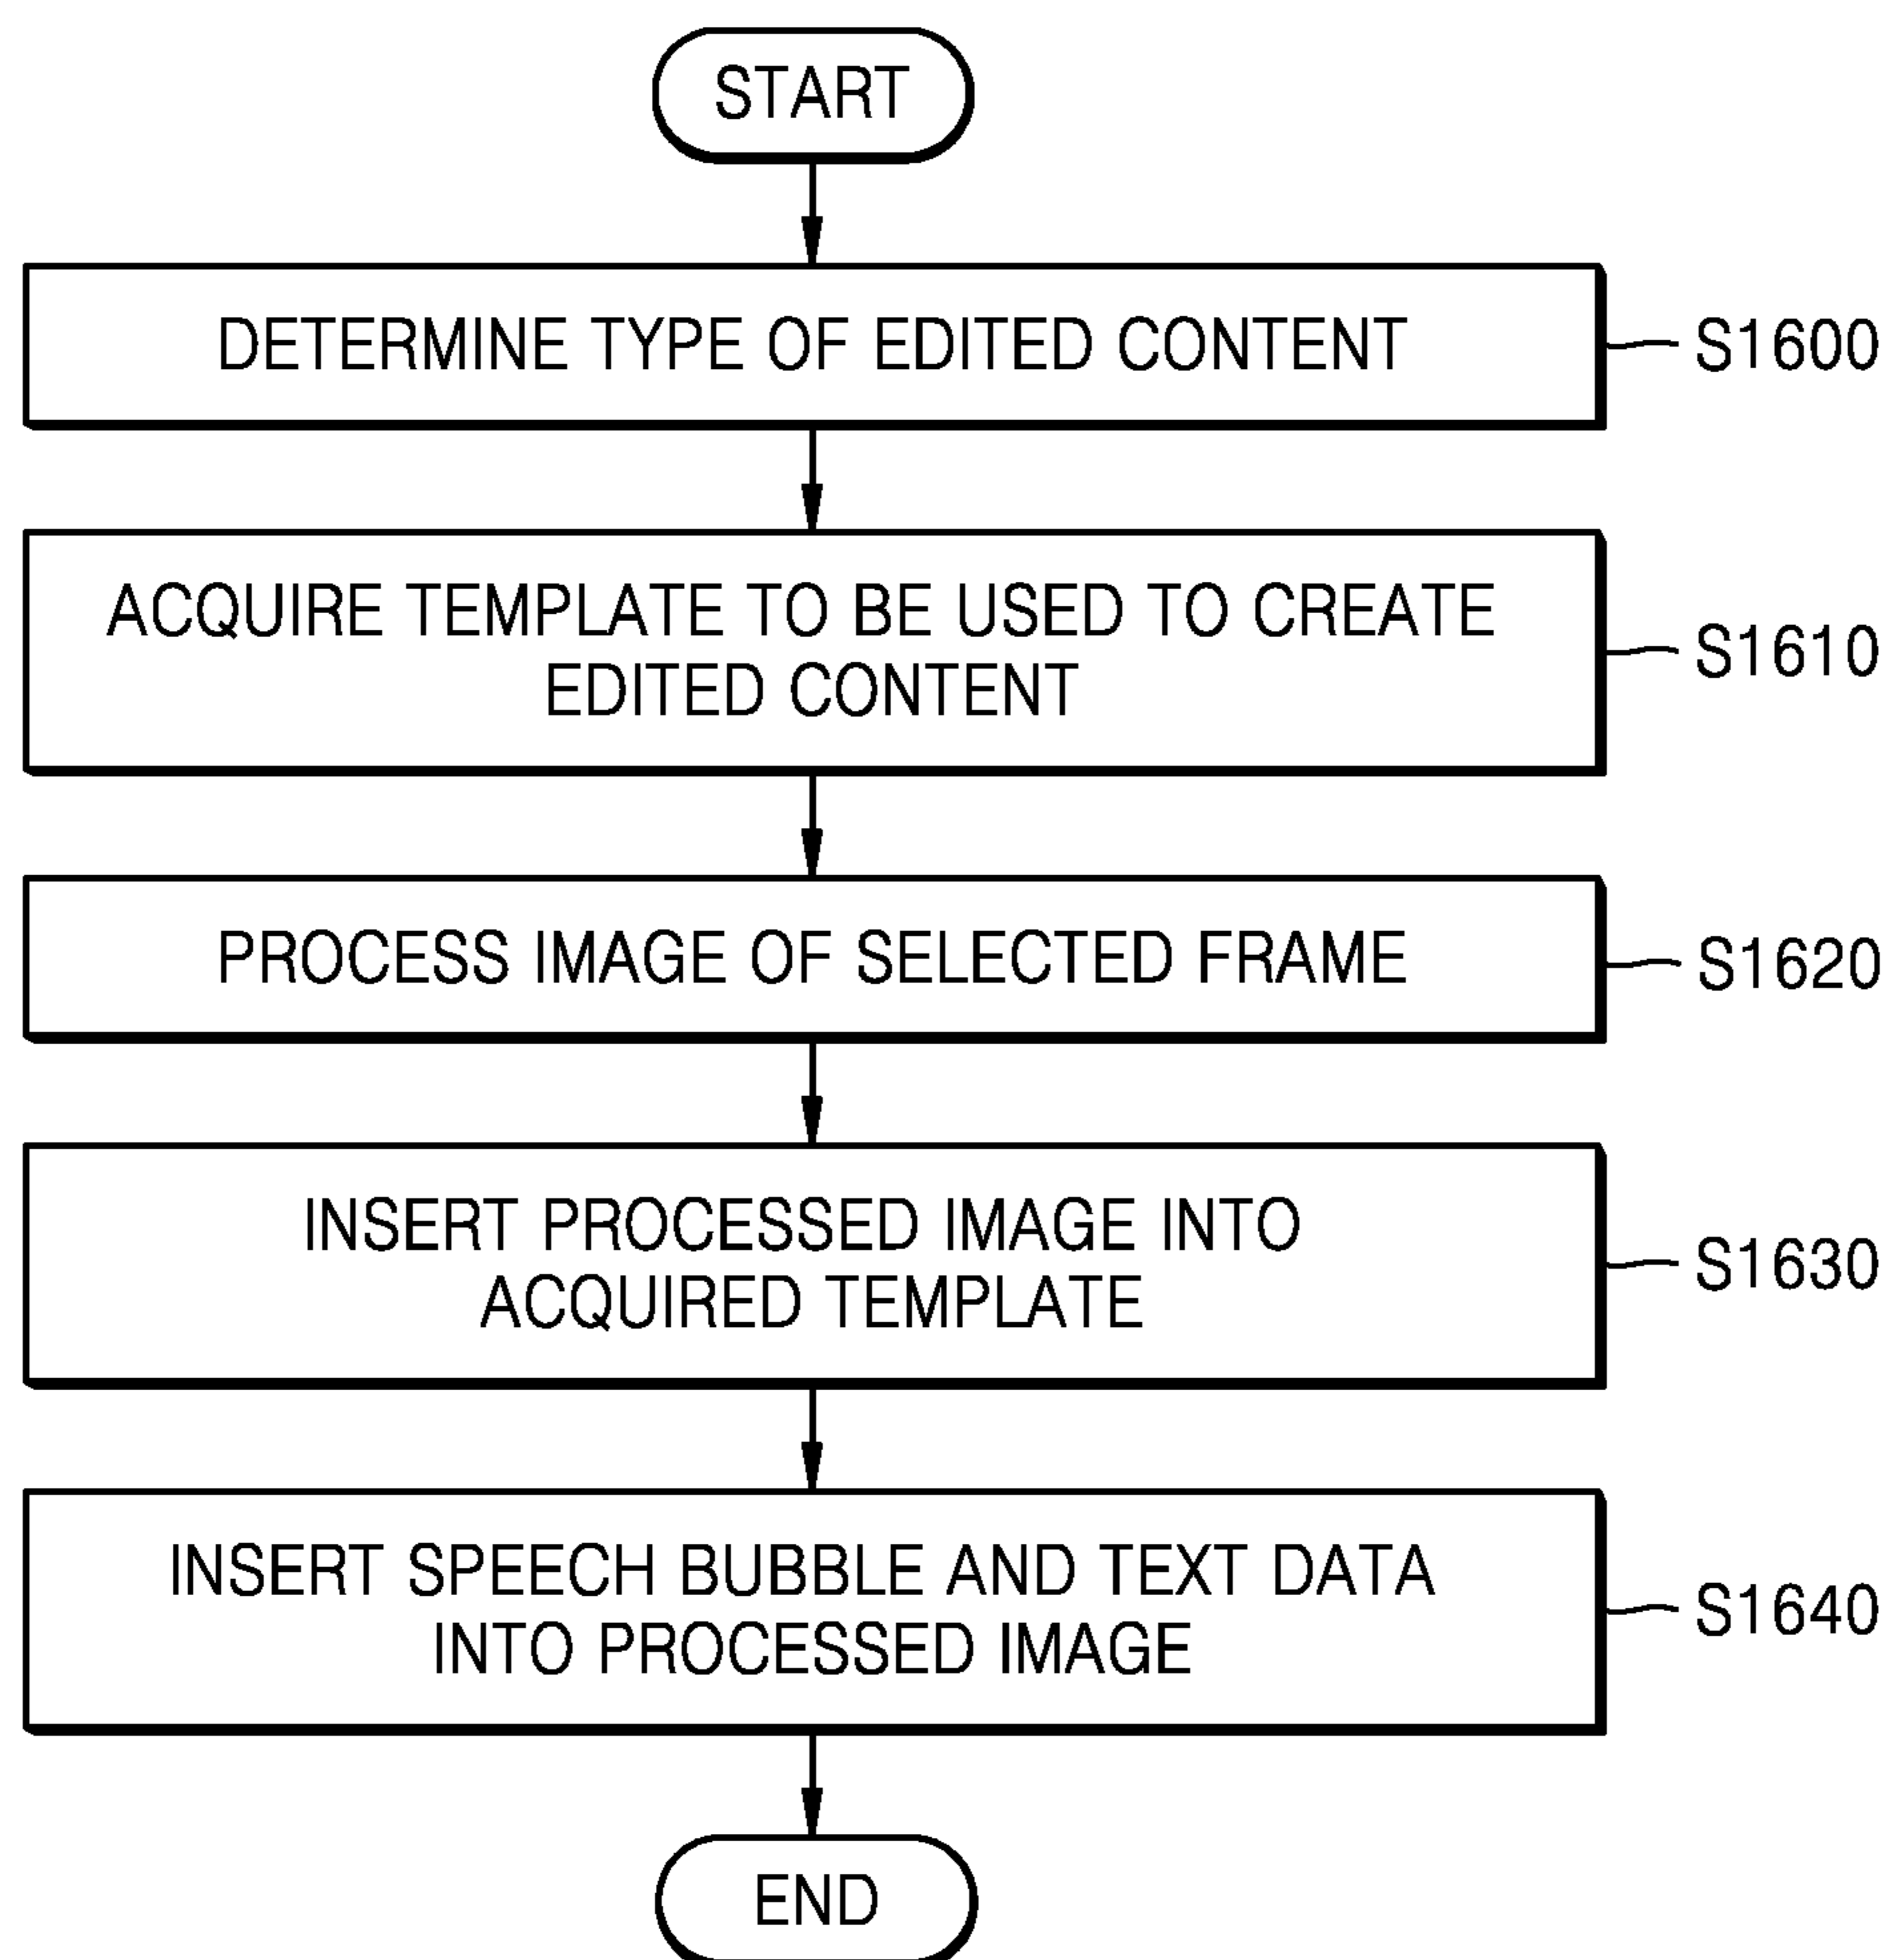 START
DETERMINE TYPE OF EDITED CONTENT
S1600
ACQUIRE TEMPLATE TO BE USED TO CREATE
EDITED CONTENT
S1610
PROCESS IMAGE OF SELECTED FRAME
S1620
INSERT PROCESSED IMAGE INTO
ACQUIRED TEMPLATE
S1630
INSERT SPEECH BUBBLE AND TEXT DATA
INTO PROCESSED IMAGE
S1640
END